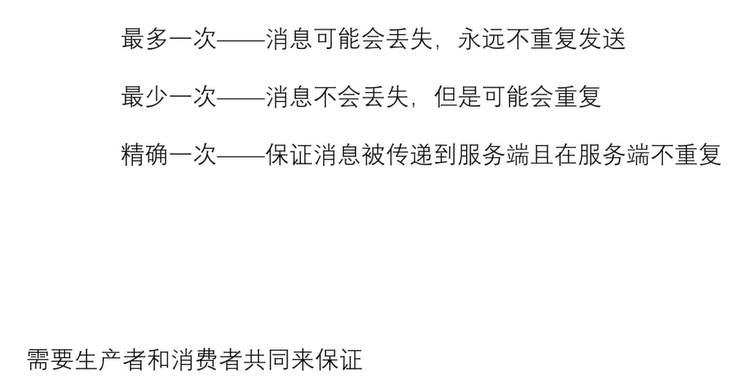 最多一次——消息可能会丢失，永远不重复发送
最少一次——消息不会丢失，但是可能会重复
精确一次——保证消息被传递到服务端且在服务端不重复
需要生产者和消费者共同来保证